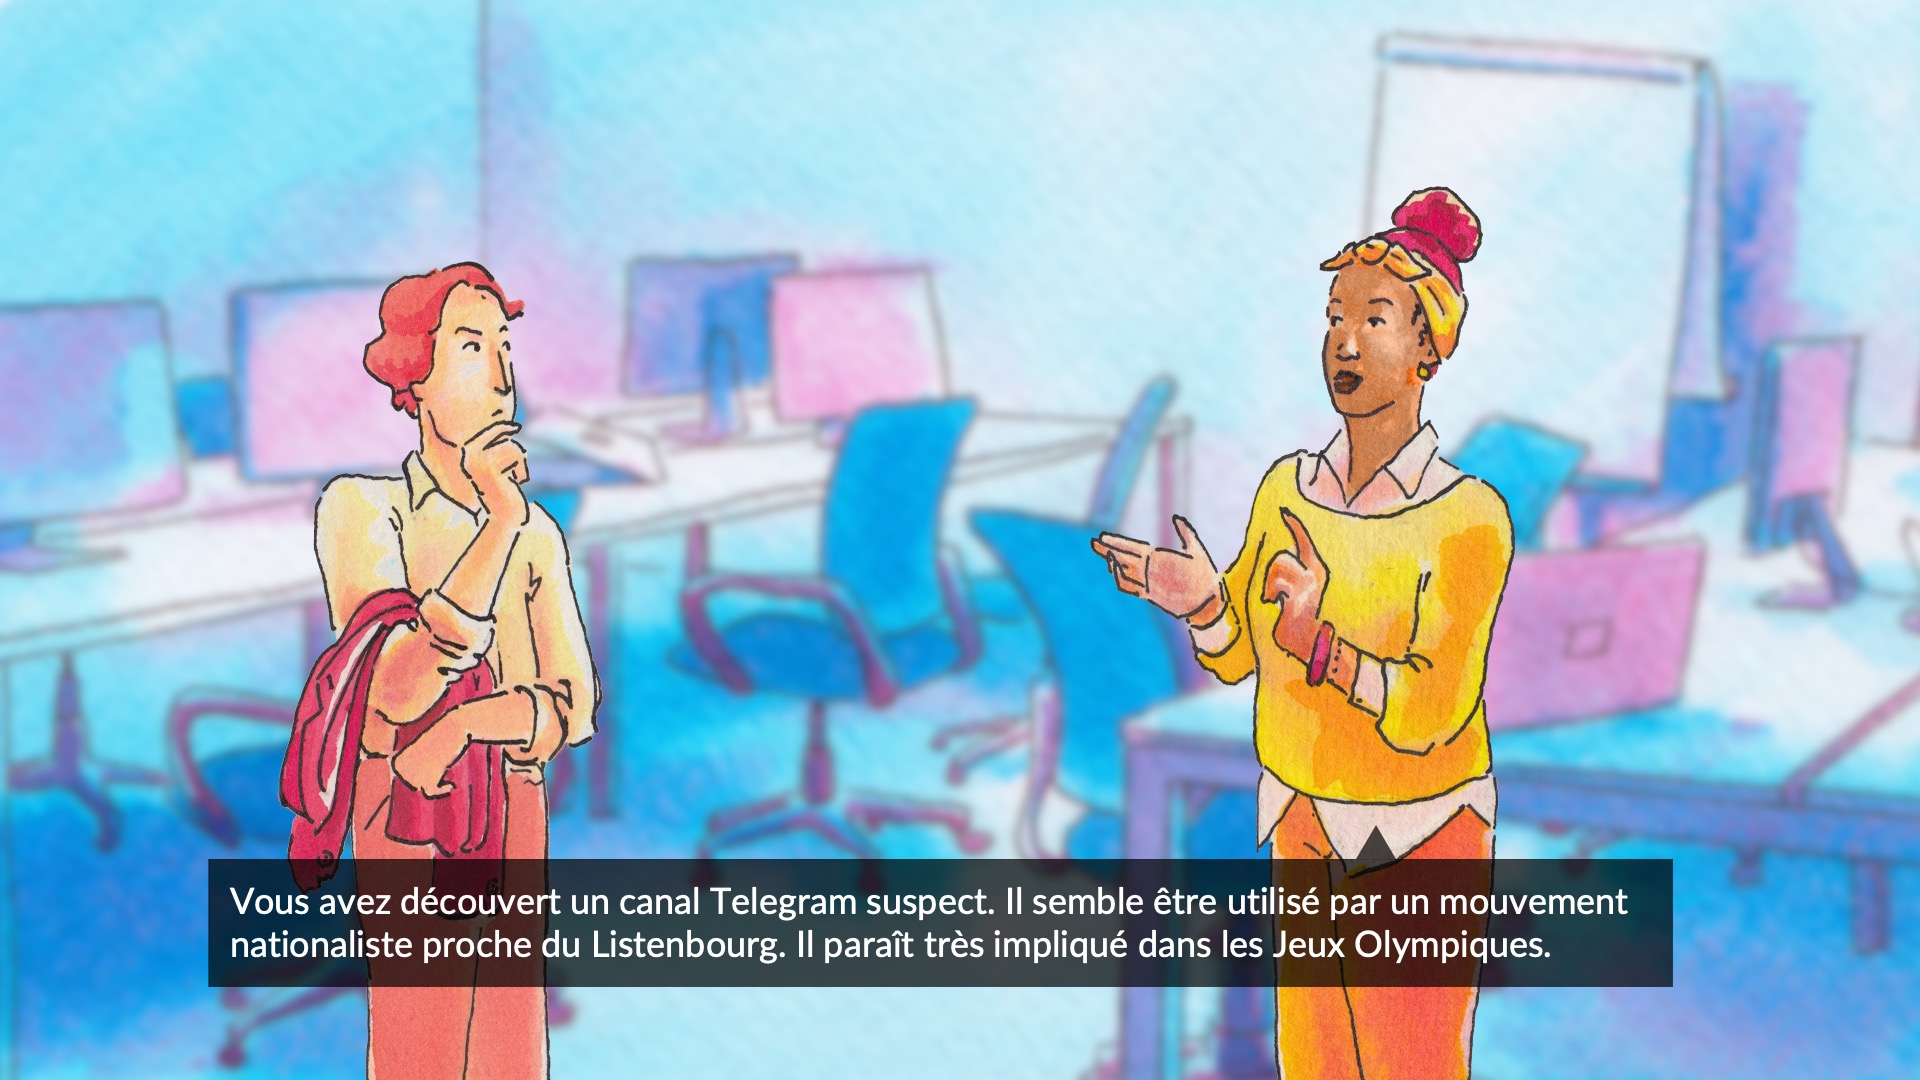 Vous avez découvert un canal Telegram suspect. Il semble être utilisé par un mouvement
nationaliste proche du Listenbourg. Il paraît très impliqué dans les Jeux Olympiques.